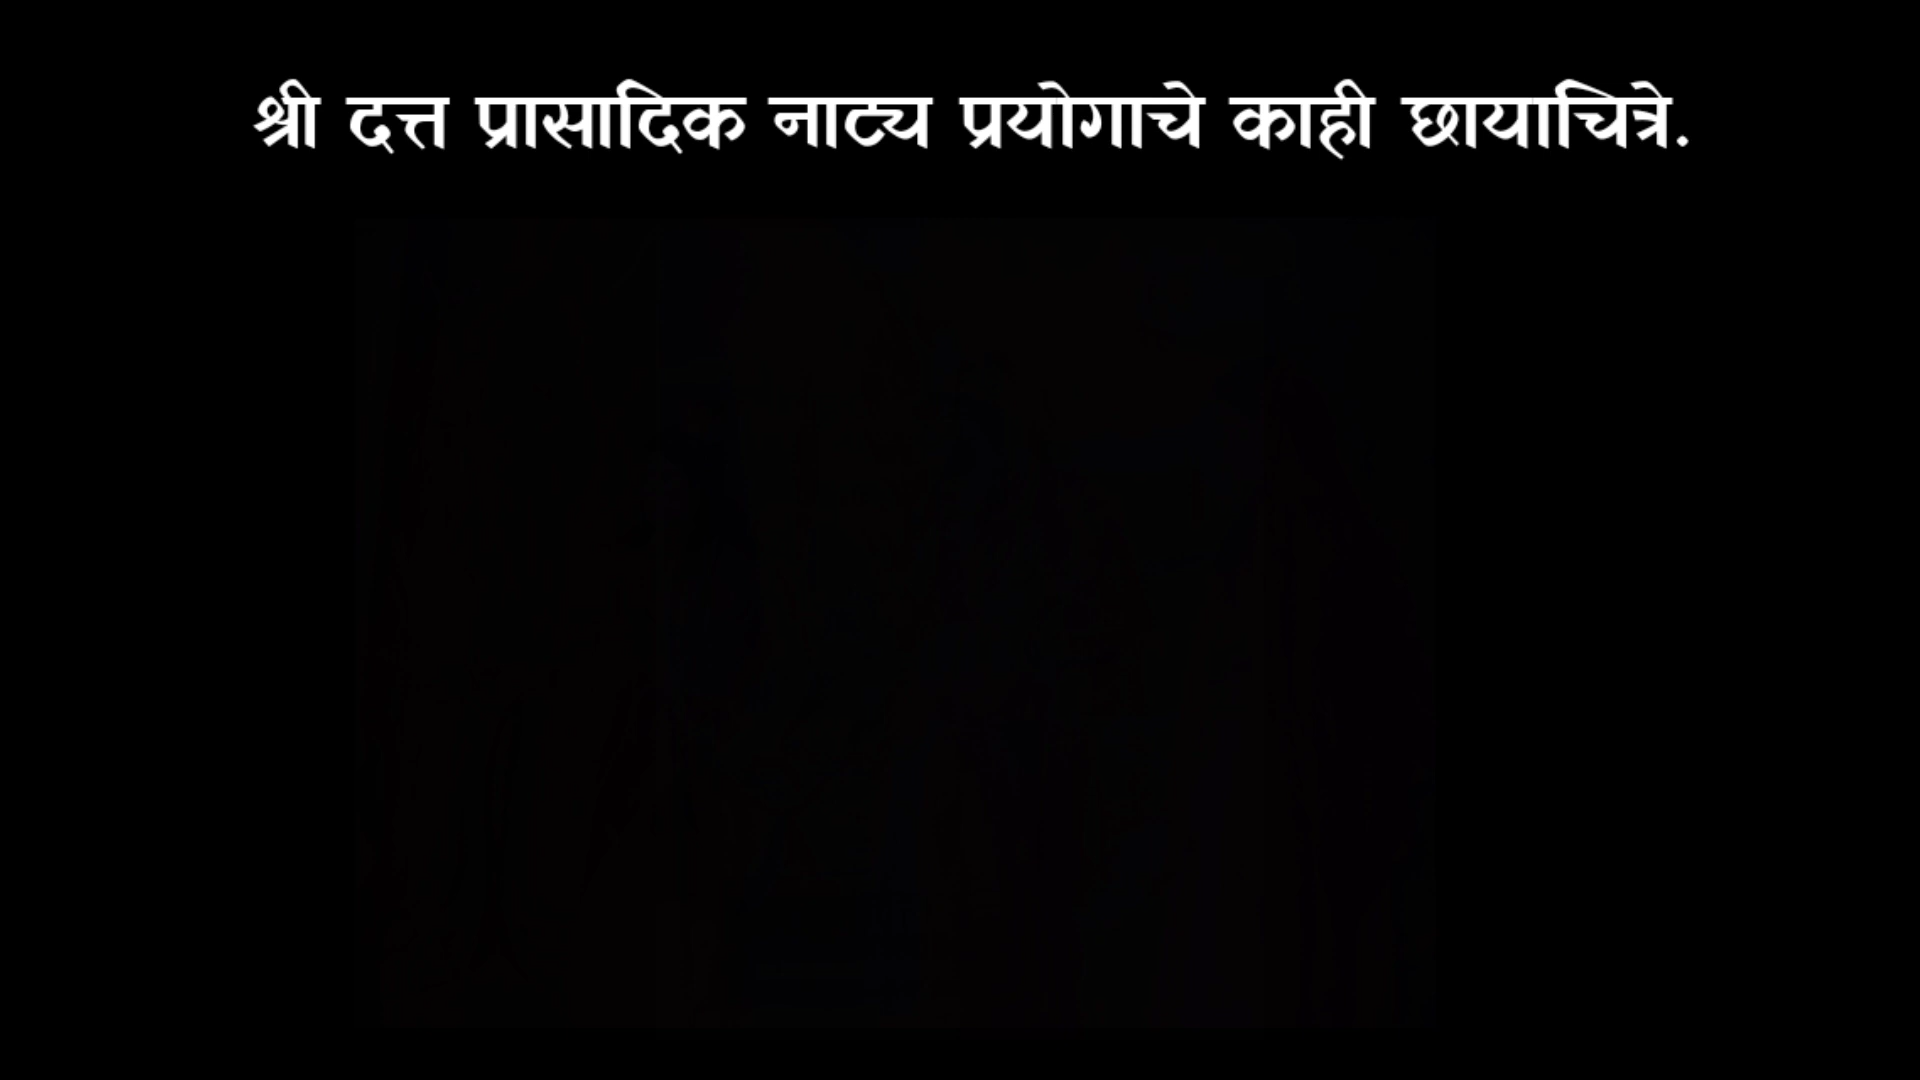 श्री दत्त प्रासादिक नाट्य प्रयोगाचे काही छायाचित्रे.